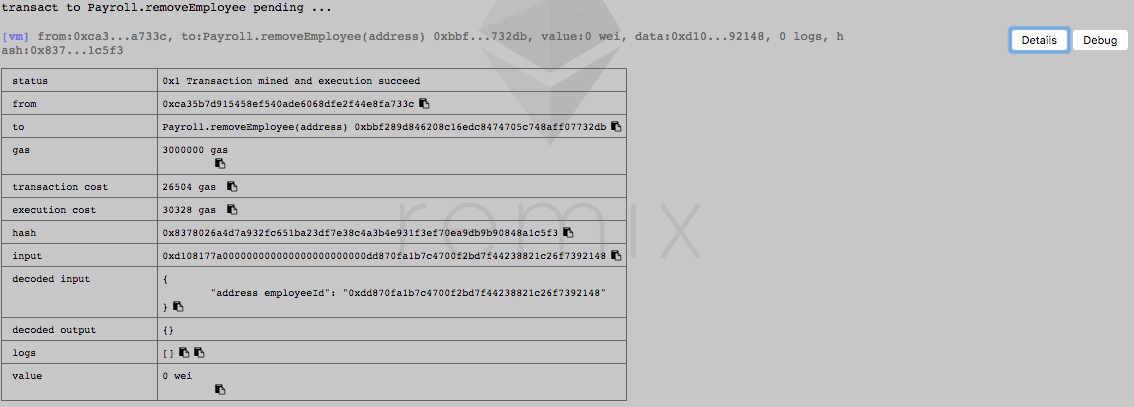 transact to Payroll.removeEmployee pending ...
[vm] from:0xca3...a733c, to:Payroll.removeEmployee(address) 0xbbf...732db, value:0 wei, data:0xd10...92148, 0 logs, h
ash:0x837...1c5f3
Details
Debug
status 0x1 Transaction mined and execution succeed
from 0xca35b7d915458ef540ade6068dfe2f44e8fa733c
to Payroll.removeEmployee(address) 0xbbf289d846208c16edc8474705c748aff07732db
gas 3000000 gas
transaction cost 26504 gas
execution cost 30328 gas
hash 0x8378026a4d7a932fc651ba23df7e38c4a3b4e931f3ef70ea9db9b90848a1c5f3
input 0xd108177a000000000000000000000000dd870fa1b7c4700f2bd7f44238821c26f7392148
decoded input {
"address employeeId": "0xdd870fa1b7c4700f2bd7f44238821c26f7392148"
}
decoded output {}
logs []
value 0 wei
remix